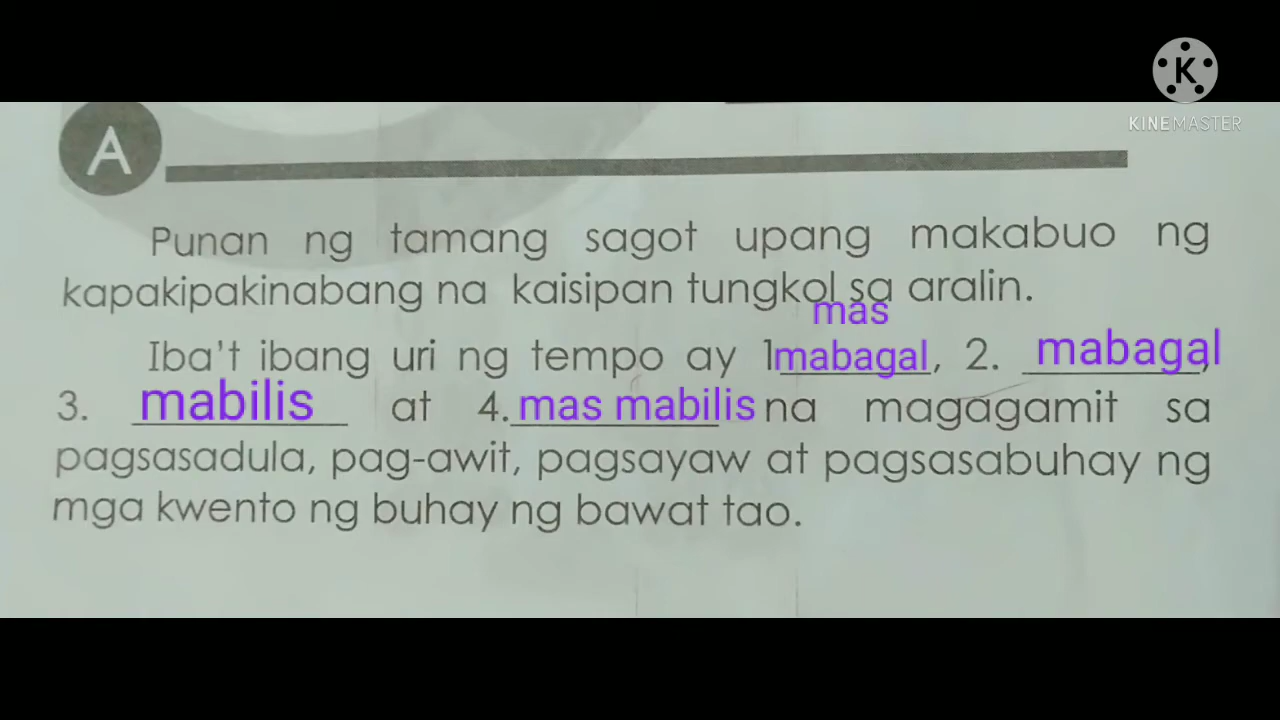 K
KINEMASTER
A
Punan ng tamang sagot upang makabuo ng
kapakipakinabang na kaisipan tungkol sa aralin.
mas
Iba't ibang uri ng tempo ay 1mabagal, 2. mabagal,
3. mabilis at 4. mas mabilis na magagamit sa
pagsasadula, pag-awit, pagsayaw at pagsasabuhay ng
mga kwento ng buhay ng bawat tao.